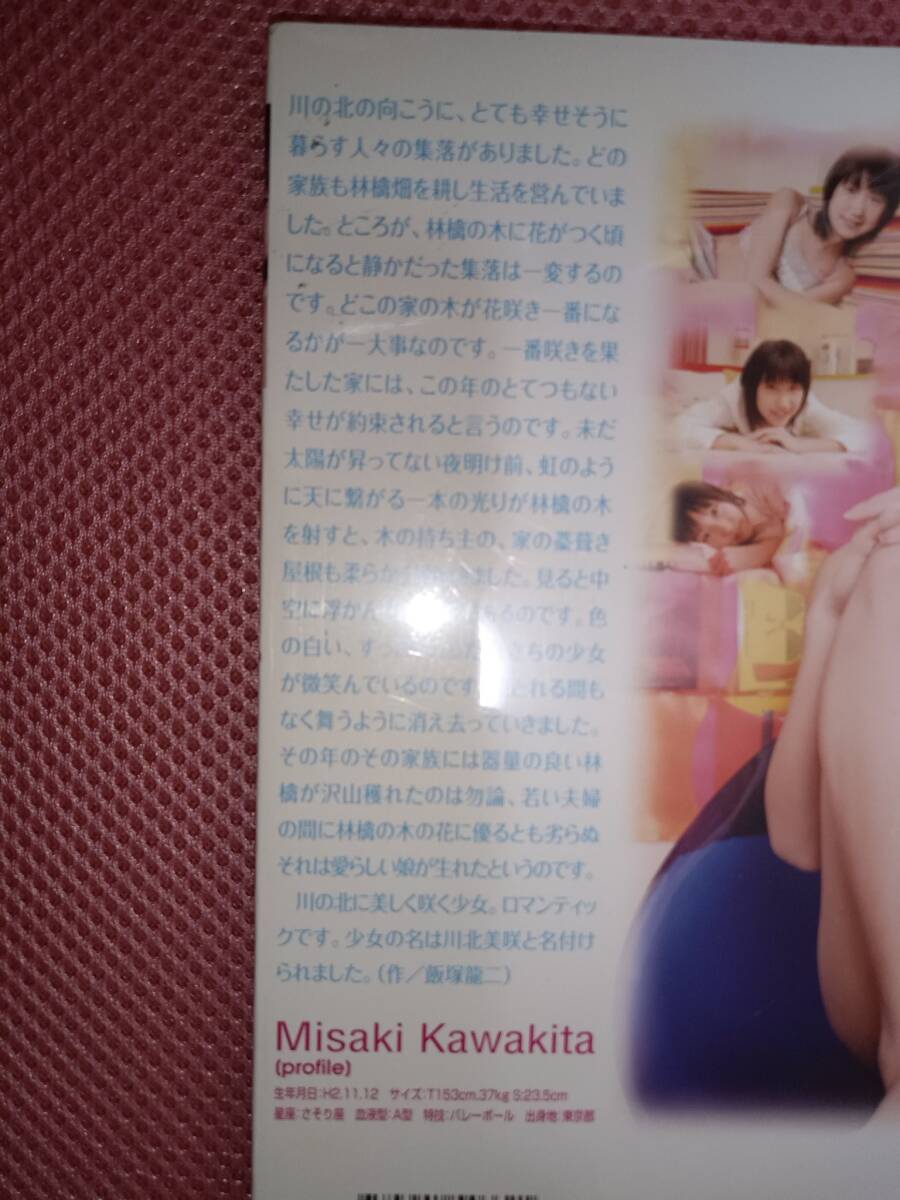 川の北の向こうに、とても幸せそうに
暮らす人々の集落がありました。どの
家族も林檎畑を耕し生活を営んでいま
した。ところが、林檎の木に花がつく頃
になると静かだった集落は一変するの
です。どこの家の木が花咲き一番にな
るかが一大事なのです。一番咲きを果
たした家には、この年のとてつもない
幸せが約束されると言うのです。未だ
太陽が昇ってない夜明け前、虹のよう
に天に繋がる一本の光りが林檎の木
を射すと、木の持ち主の、家の藁葺き
屋根も柔らか ました。見ると中
空に浮かん あるのです。色
の白い、 立ちの少女
が微笑んでいるのです とれる間も
なく舞うように消え去っていきました。
その年のその家族には器量の良い林
檎が沢山穫れたのは勿論、若い夫婦
の間に林檎の木の花に優るとも劣らぬ
それは愛らしい娘が生れたというのです。
川の北に美しく咲く少女。ロマンティッ
クです。少女の名は川北美咲と名付け
られました。（作／飯塚龍二）
Misaki Kawakita
(profile)
生年月日:H2.11.12 サイズ:T153cm.37kg S:23.5cm
星座:さそり座 血液型:A型 特技:バレーボール 出身地:東京都